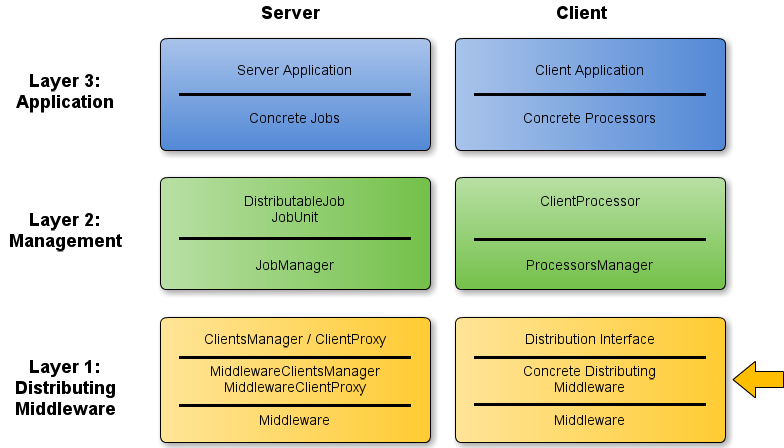 Server
Client
Layer 3:
Application
Server Application
Concrete Jobs
Client Application
Concrete Processors
Layer 2:
Management
DistributableJob
JobUnit
JobManager
ClientProcessor
ProcessorsManager
Layer 1:
Distributing
Middleware
ClientsManager / ClientProxy
MiddlewareClientsManager
MiddlewareClientProxy
Middleware
Distribution Interface
Concrete Distributing
Middleware
Middleware